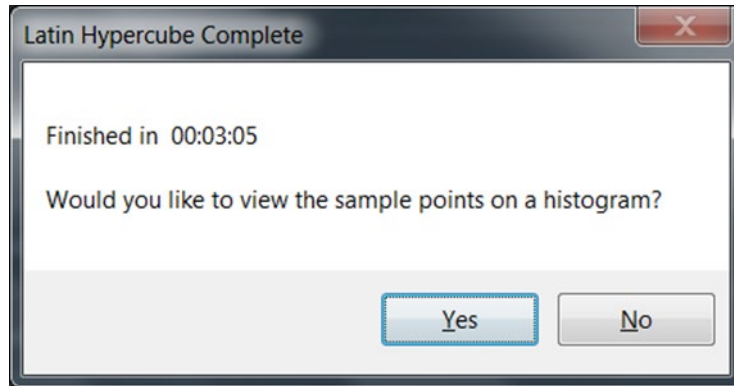 Latin Hypercube Complete
Finished in 00:03:05
Would you like to view the sample points on a histogram?
Yes
No